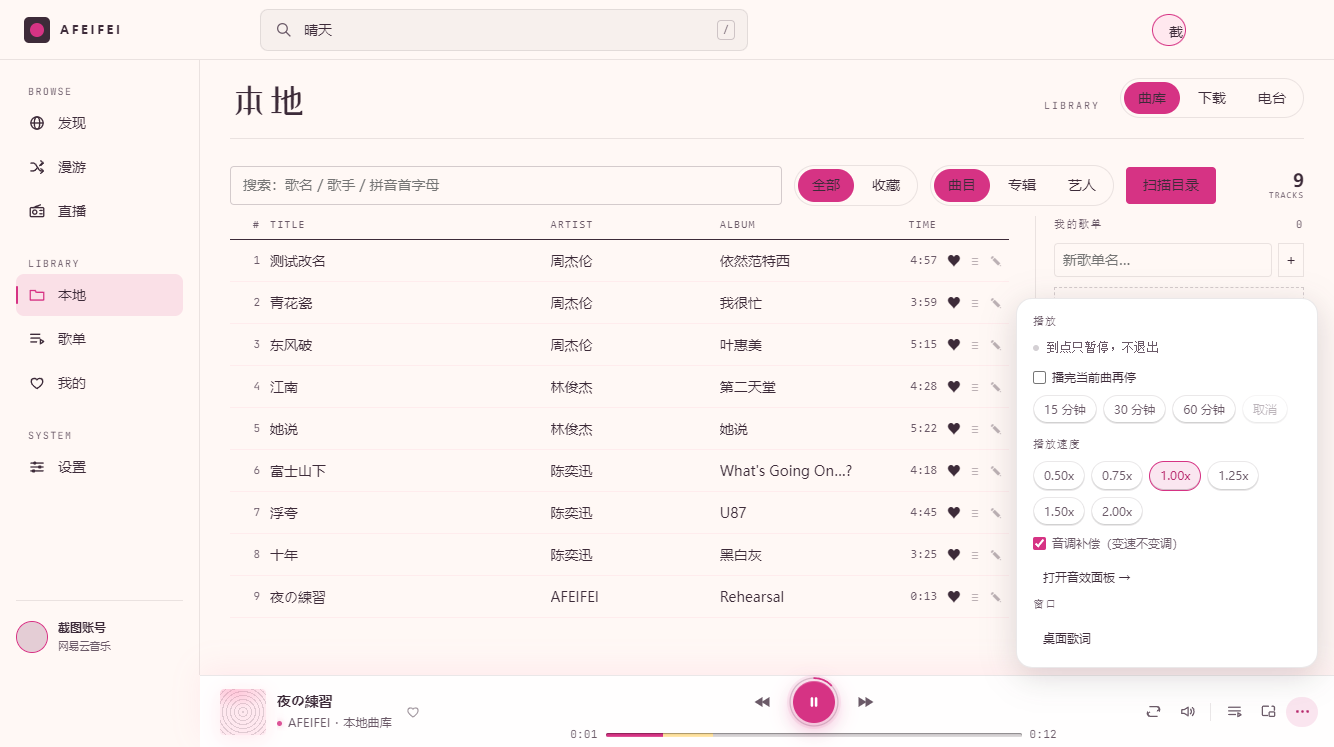 AFEIFEI
晴天
/
截
BROWSE
发现
漫游
直播
LIBRARY
本地
歌单
我的
SYSTEM
设置
截图账号
网易云音乐
本地
LIBRARY
曲库 下载 电台
搜索：歌名 / 歌手 / 拼音首字母
全部 收藏
曲目 专辑 艺人
扫描目录
9
TRACKS
# TITLE ARTIST ALBUM TIME
1 测试改名 周杰伦 依然范特西 4:57
2 青花瓷 周杰伦 我很忙 3:59
3 东风破 周杰伦 叶惠美 5:15
4 江南 林俊杰 第二天堂 4:28
5 她说 林俊杰 她说 5:22
6 富士山下 陈奕迅 What's Going On...? 4:18
7 浮夸 陈奕迅 U87 4:45
8 十年 陈奕迅 黑白灰 3:25
9 夜の練習 AFEIFEI Rehearsal 0:13
我的歌单 0
新歌单名… +
播放
到点只暂停，不退出
播完当前曲再停
15 分钟 30 分钟 60 分钟 取消
播放速度
0.50x 0.75x 1.00x 1.25x
1.50x 2.00x
音调补偿（变速不变调）
打开音效面板 →
窗口
桌面歌词
夜の練習
AFEIFEI · 本地曲库
0:01 0:12